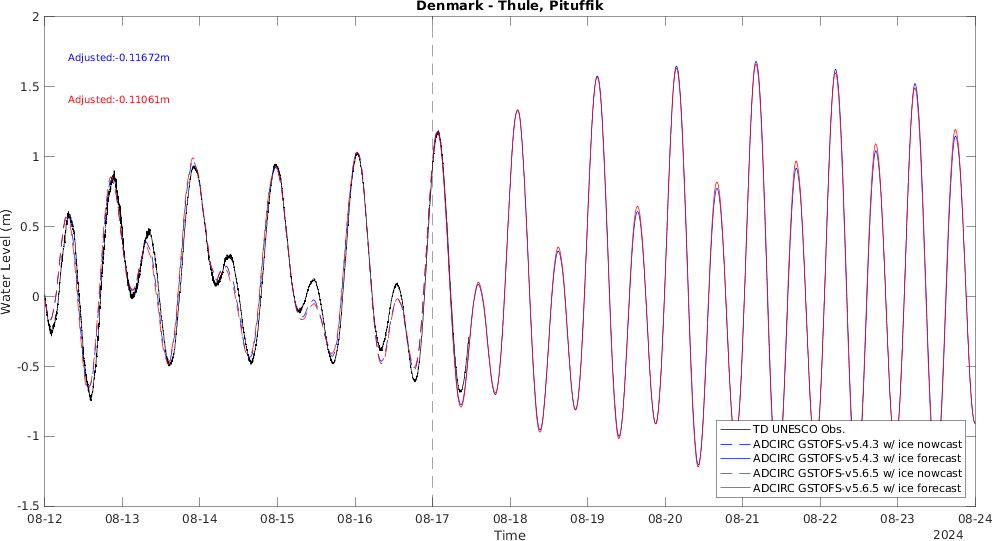 Denmark - Thule, Pituffik
Adjusted:-0.11672m
Adjusted:-0.11061m
2
1.5
1
0.5
0
-0.5
-1
-1.5
Water Level (m)
TD UNESCO Obs.
ADCIRC GSTOFS-v5.4.3 w/ ice nowcast
ADCIRC GSTOFS-v5.4.3 w/ ice forecast
ADCIRC GSTOFS-v5.6.5 w/ ice nowcast
ADCIRC GSTOFS-v5.6.5 w/ ice forecast
08-12 08-13 08-14 08-15 08-16 08-17 08-18 08-19 08-20 08-21 08-22 08-23 08-24
Time
2024